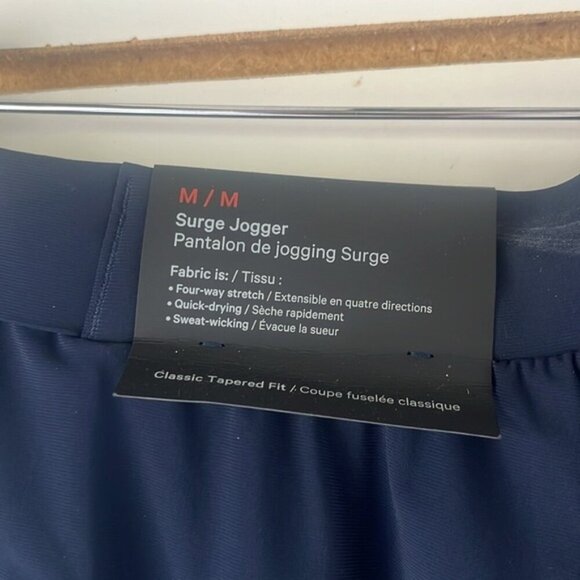 M / M
Surge Jogger
Pantalon de jogging Surge
Fabric is: / Tissu :
• Four-way stretch / Extensible en quatre directions
• Quick-drying / Sèche rapidement
• Sweat-wicking / Évacue la sueur
Classic Tapered Fit / Coupe fuselée classique